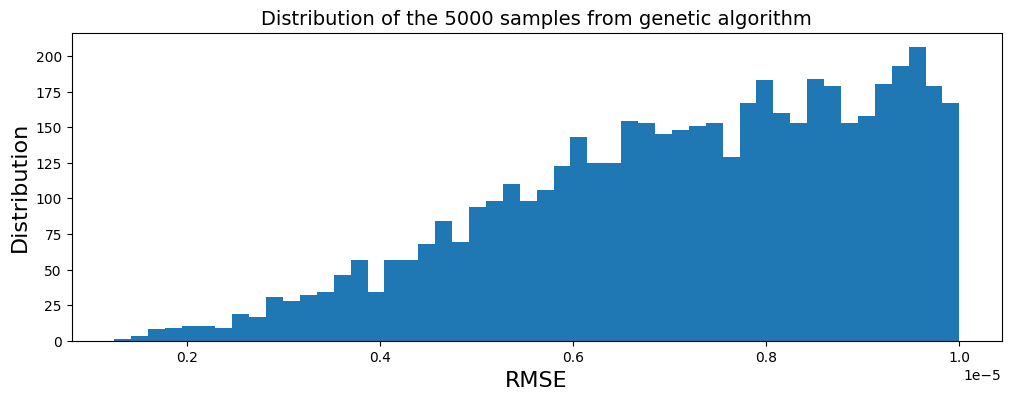 Distribution of the 5000 samples from genetic algorithm
Distribution
200
175
150
125
100
75
50
25
0
0.2 0.4 0.6 0.8 1.0
1e−5
RMSE